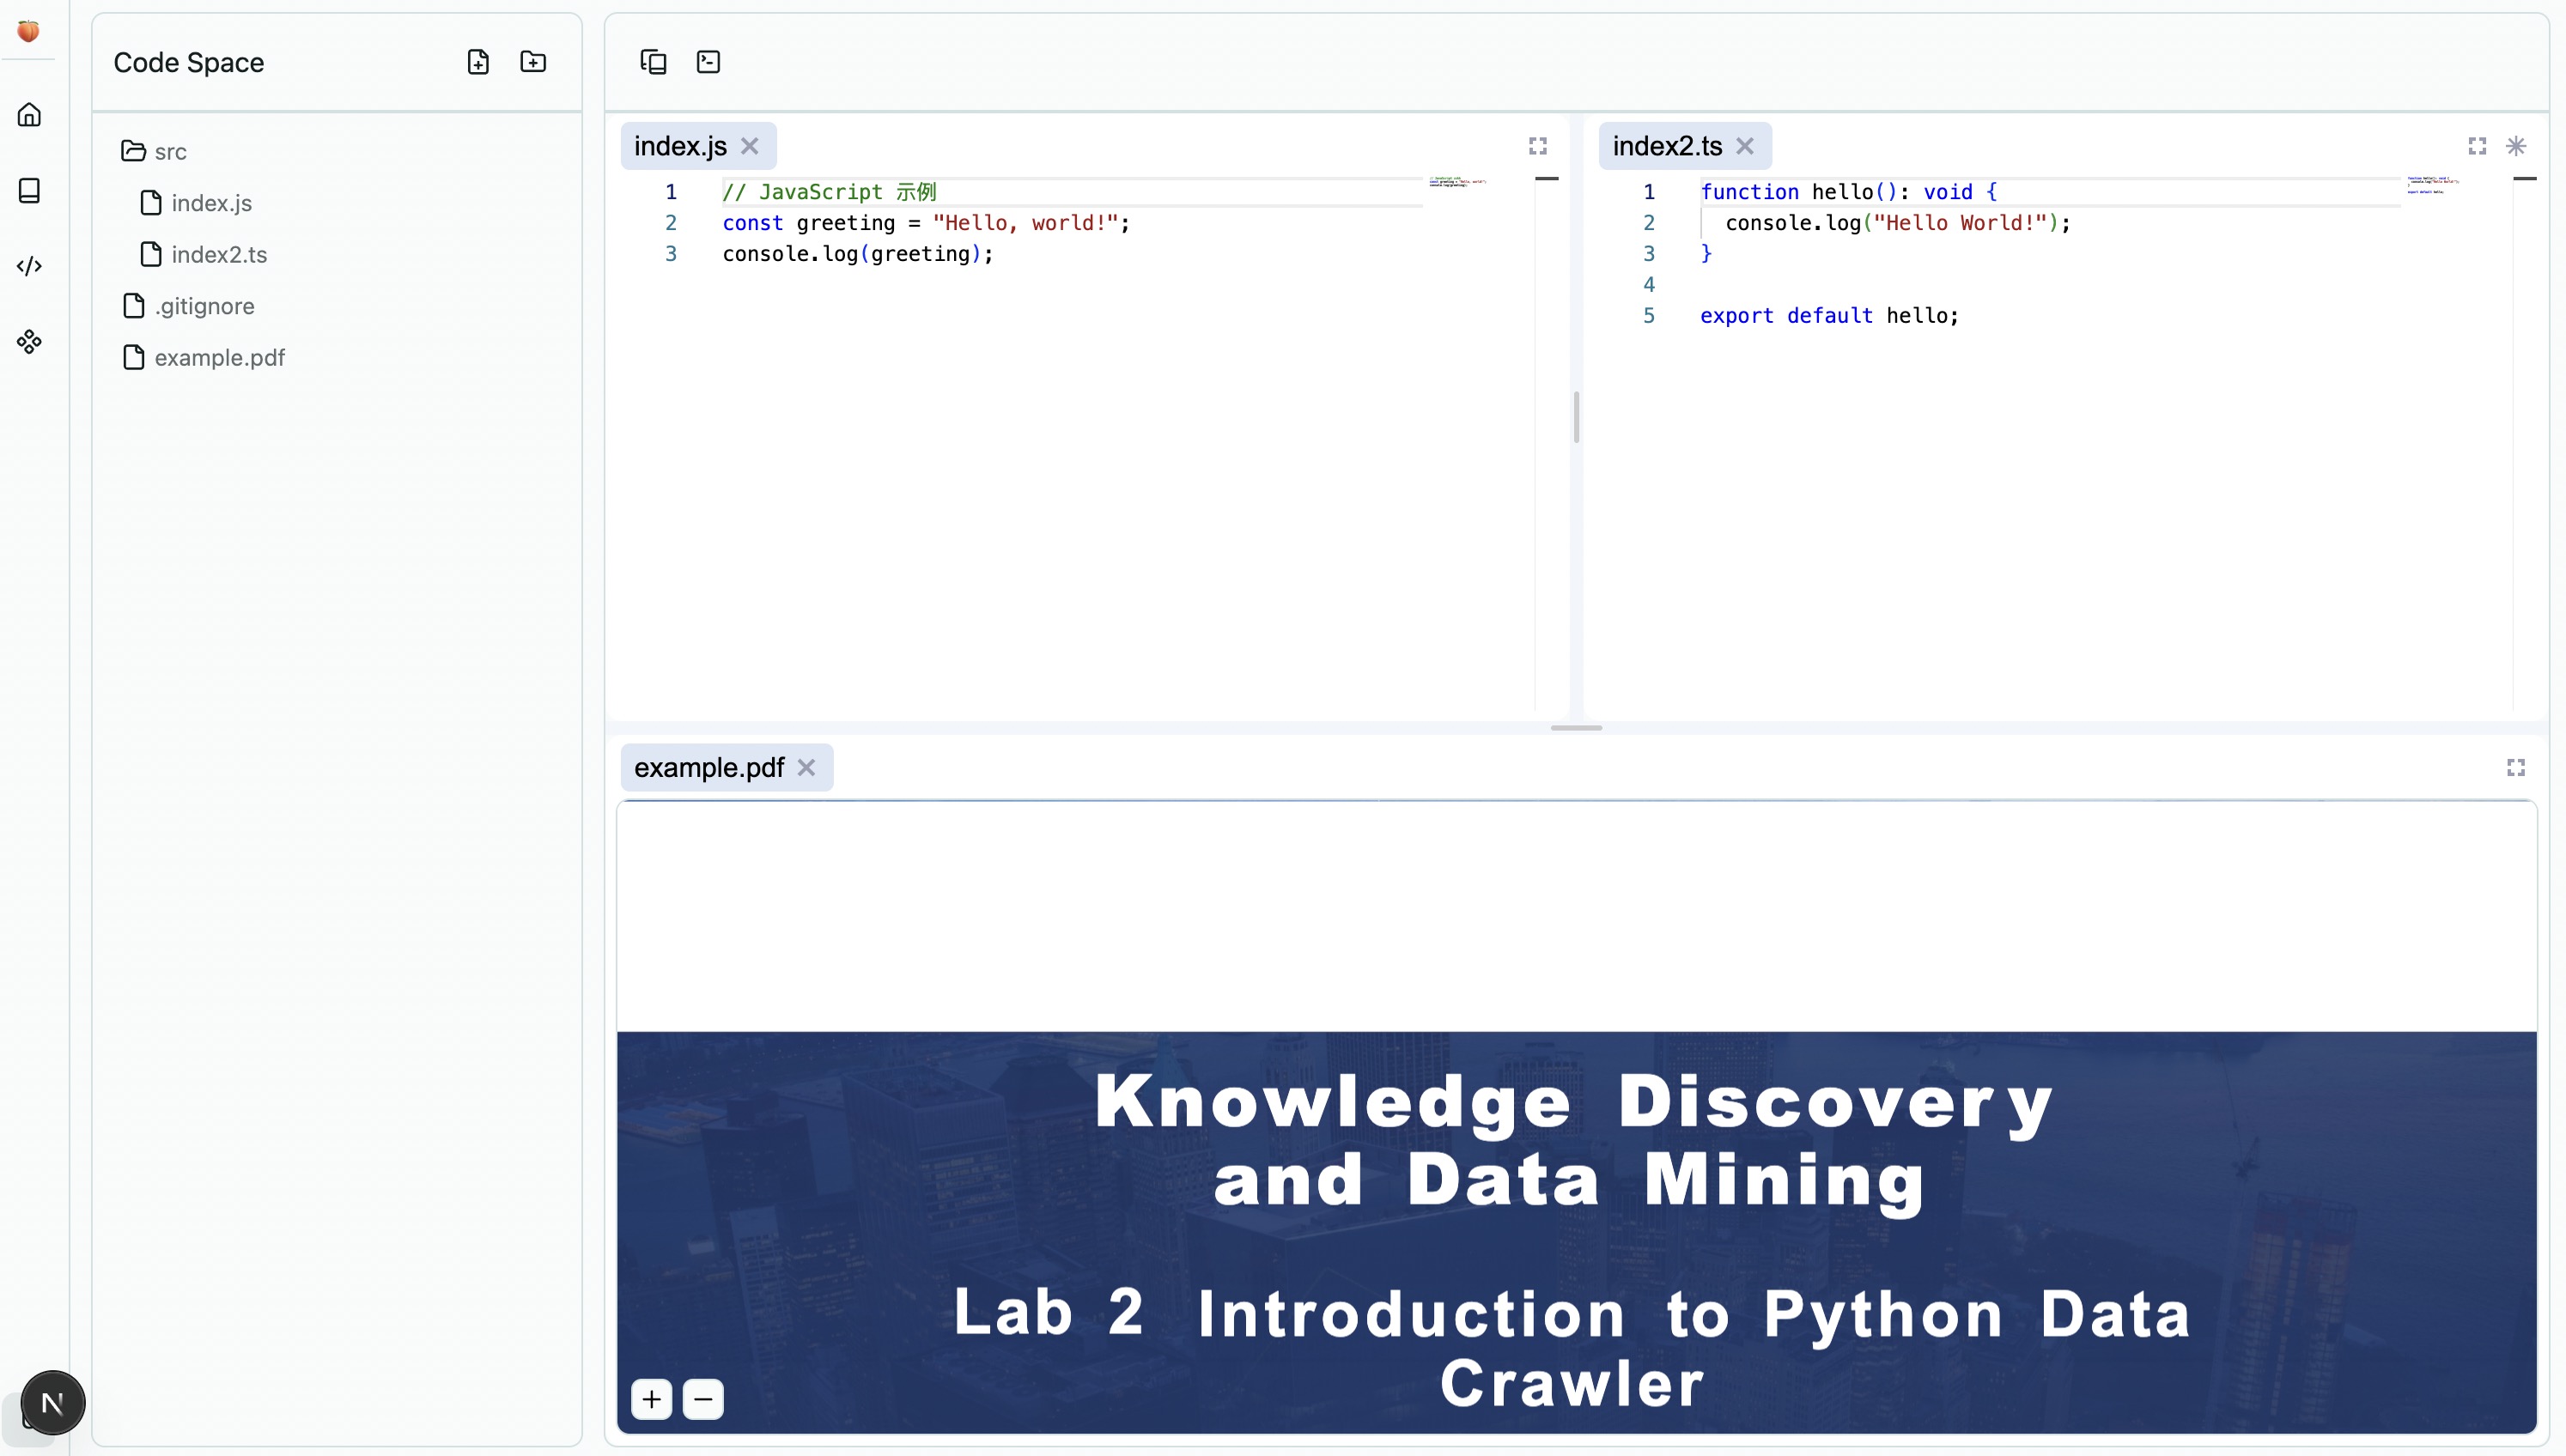 Code Space
src
index.js
index2.ts
.gitignore
example.pdf
index.js
1 // JavaScript 示例
2 const greeting = "Hello, world!";
3 console.log(greeting);
index2.ts
1 function hello(): void {
2 console.log("Hello World!");
3 }
4
5 export default hello;
example.pdf
Knowledge Discovery
and Data Mining
Lab 2 Introduction to Python Data
Crawler
N